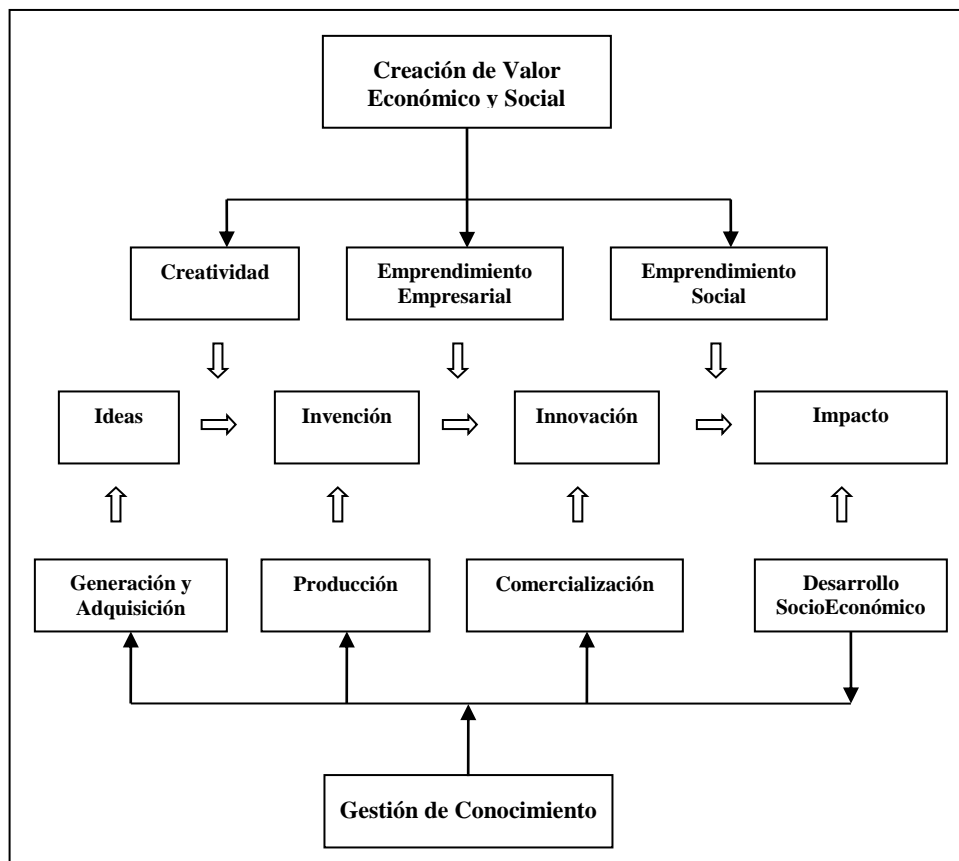 Creación de Valor
Económico y Social
Creatividad
Emprendimiento
Empresarial
Emprendimiento
Social
Ideas
Invención
Innovación
Impacto
Generación y
Adquisición
Producción
Comercialización
Desarrollo
SocioEconómico
Gestión de Conocimiento